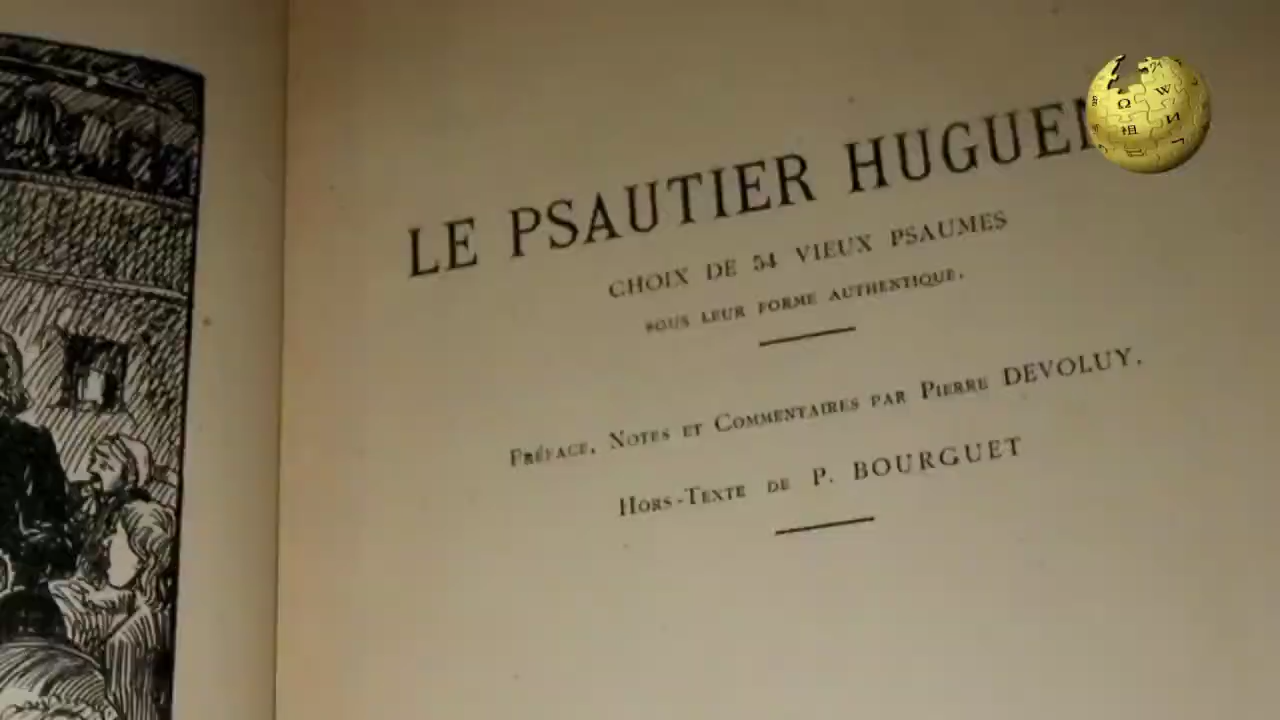 LE PSAUTIER HUGUEN
CHOIX DE 54 VIEUX PSAUMES
SOUS LEUR FORME AUTHENTIQUE.
PRÉFACE, NOTES ET COMMENTAIRES PAR PIERRE DEVOLUY.
HORS-TEXTE DE P. BOURGUET